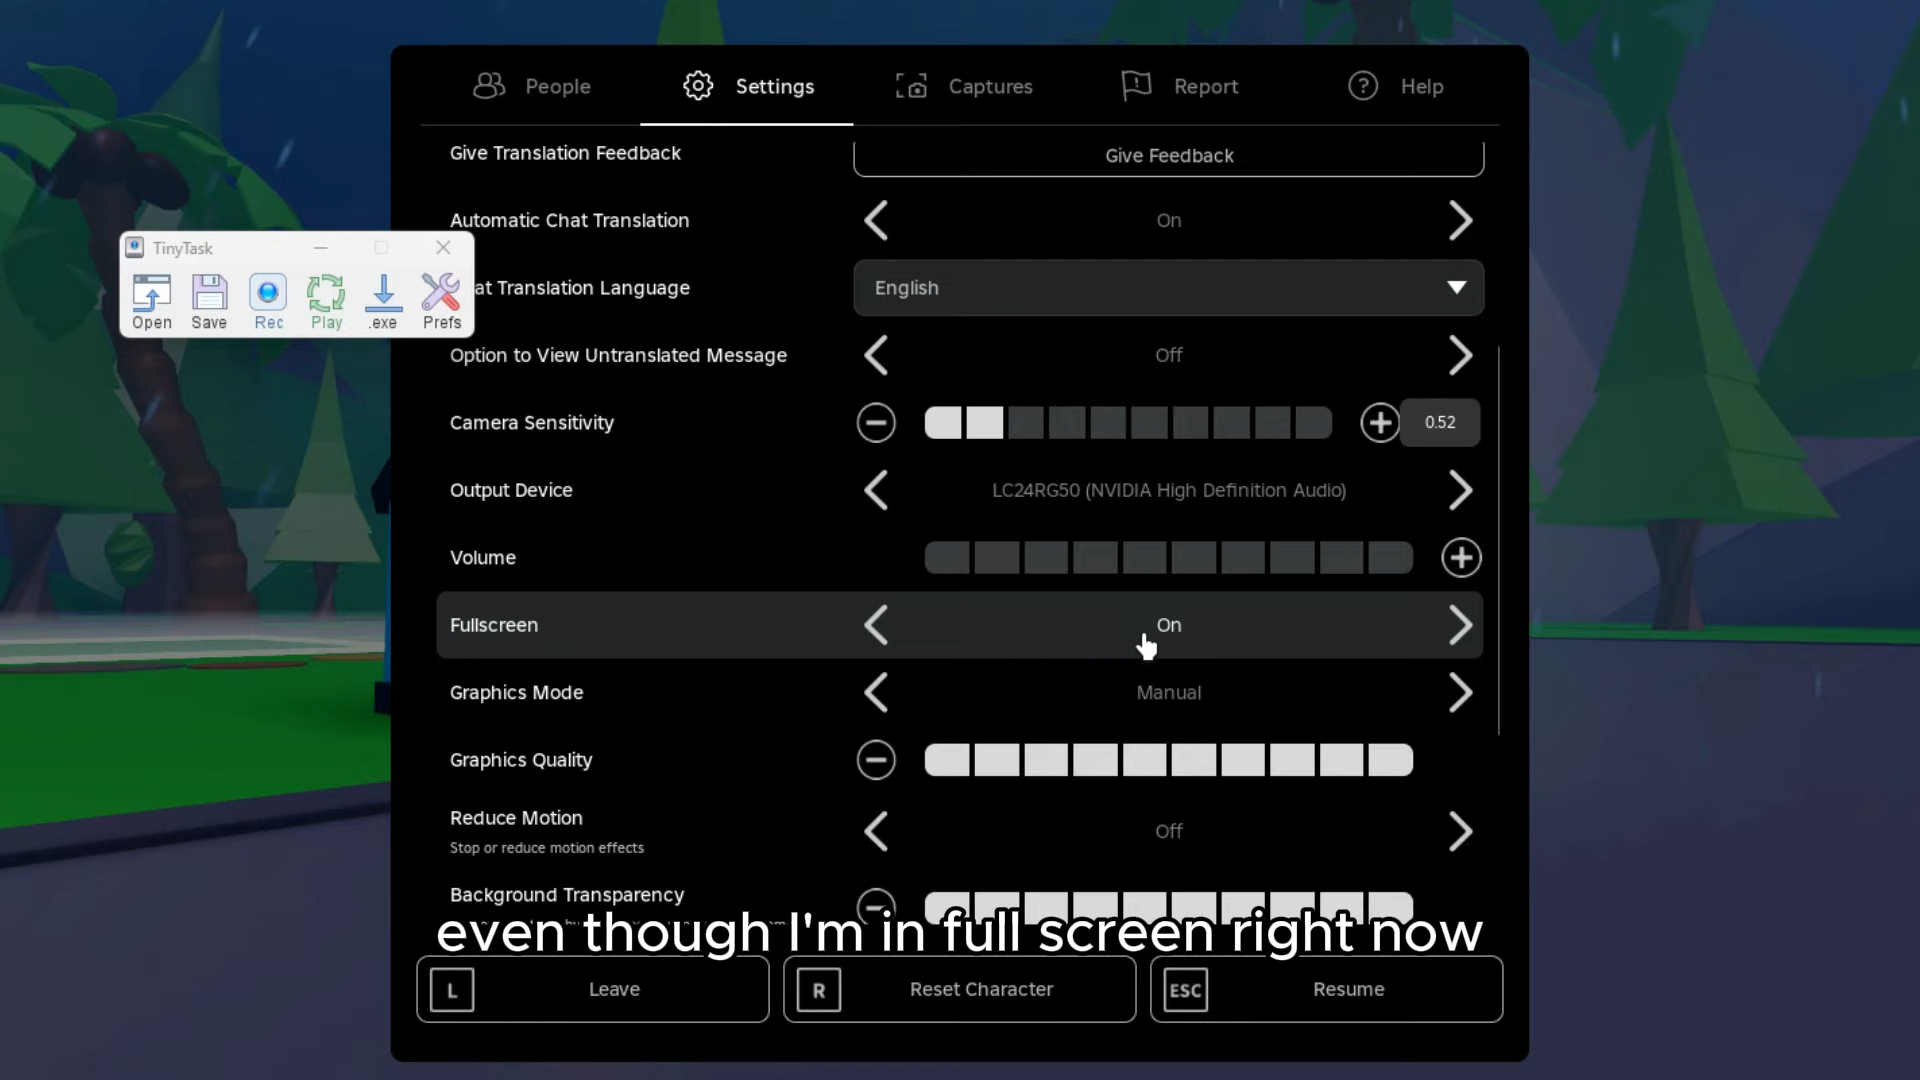 People
Settings
Captures
Report
Help
Give Translation Feedback
Give Feedback
Automatic Chat Translation
On
TinyTask
Open
Save
Rec
Play
.exe
Prefs
at Translation Language
English
Option to View Untranslated Message
Off
Camera Sensitivity
0.52
Output Device
LC24RG50 (NVIDIA High Definition Audio)
Volume
Fullscreen
On
Graphics Mode
Manual
Graphics Quality
Reduce Motion
Stop or reduce motion effects
Off
Background Transparency
even though I'm in full screen right now
L
Leave
R
Reset Character
ESC
Resume